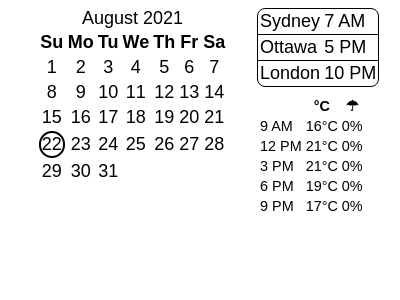 August 2021
Su Mo Tu We Th Fr Sa
1 2 3 4 5 6 7
8 9 10 11 12 13 14
15 16 17 18 19 20 21
22 23 24 25 26 27 28
29 30 31
Sydney 7 AM
Ottawa 5 PM
London 10 PM
°C ☂
9 AM 16°C 0%
12 PM 21°C 0%
3 PM 21°C 0%
6 PM 19°C 0%
9 PM 17°C 0%